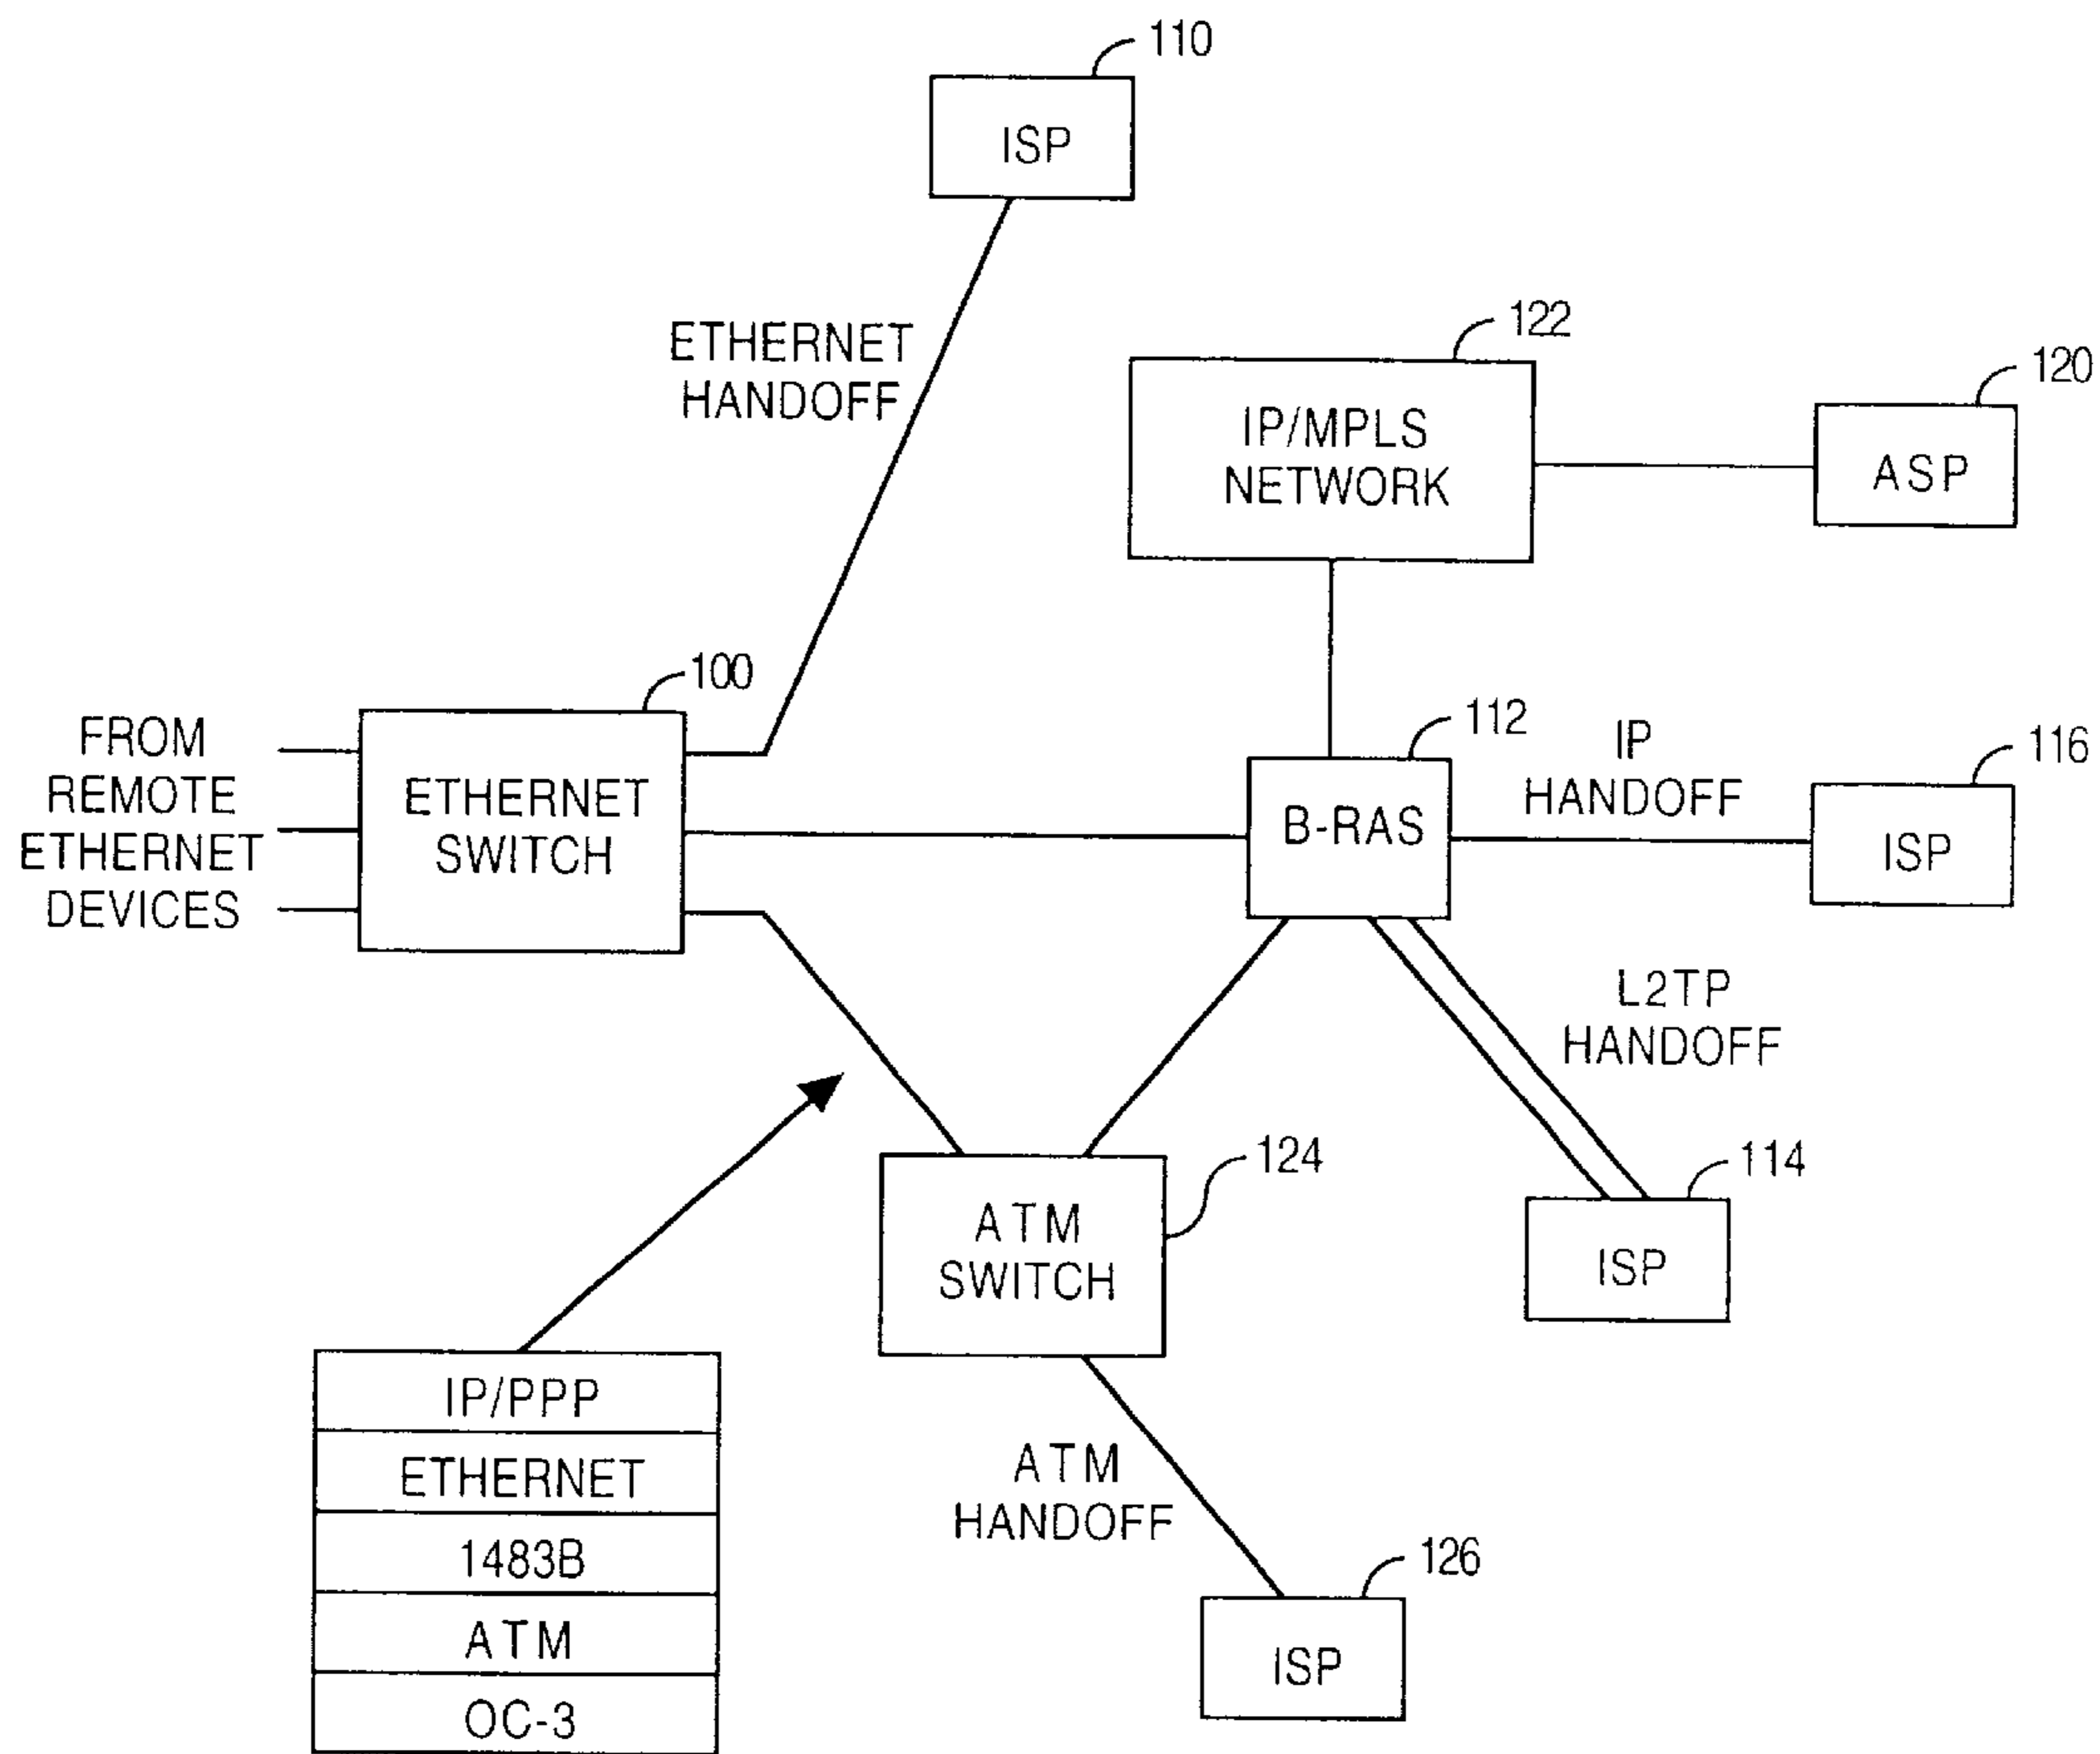 110
ISP
ETHERNET
HANDOFF
122
IP/MPLS
NETWORK
120
ASP
100
FROM
REMOTE
ETHERNET
DEVICES
ETHERNET
SWITCH
112
B-RAS
IP
HANDOFF
116
ISP
L2TP
HANDOFF
124
ATM
SWITCH
114
ISP
IP/PPP
ETHERNET
1483B
ATM
OC-3
ATM
HANDOFF
126
ISP